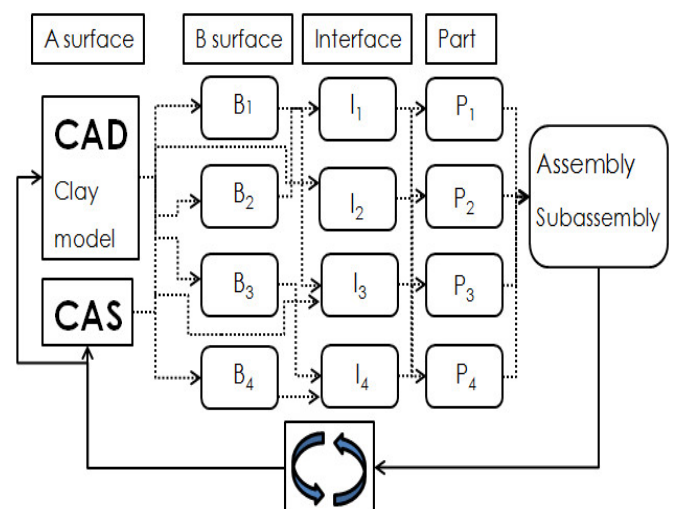 A surface
B surface
Interface
Part
CAD
Clay
model
CAS
B1
B2
B3
B4
I1
I2
I3
I4
P1
P2
P3
P4
Assembly
Subassembly